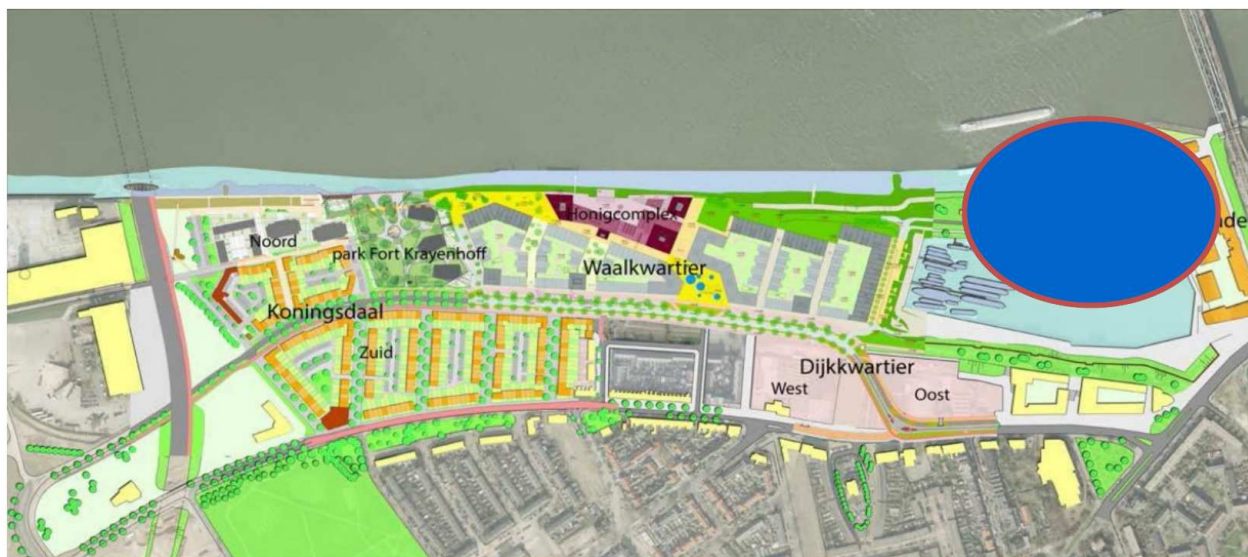 Honigcomplex
Noord
park Fort Krayenhoff
Waalkwartier
Koningsdaal
Zuid
Dijkkwartier
West
Oost